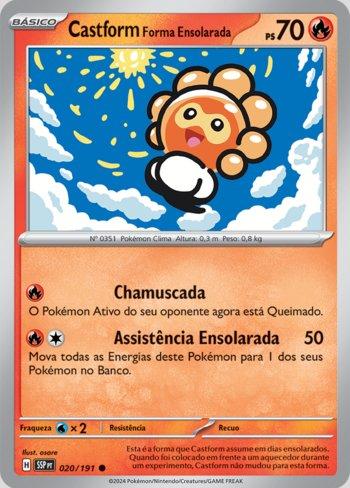 BÁSICO
Castform Forma Ensolarada PS 70
Nº 0351 Pokémon Clima Altura: 0,3 m Peso: 0,8 kg
Chamuscada
O Pokémon Ativo do seu oponente agora está Queimado.
Assistência Ensolarada 50
Mova todas as Energias deste Pokémon para 1 dos seus
Pokémon no Banco.
Fraqueza ×2 Resistência Recuo
Ilust. osare
H SSP PT 020/191
Esta é a forma que Castform assume em dias ensolarados.
Quando foi colocado em frente a um aquecedor durante
um experimento, Castform não mudou para esta forma.
©2024 Pokémon/Nintendo/Creatures/GAME FREAK